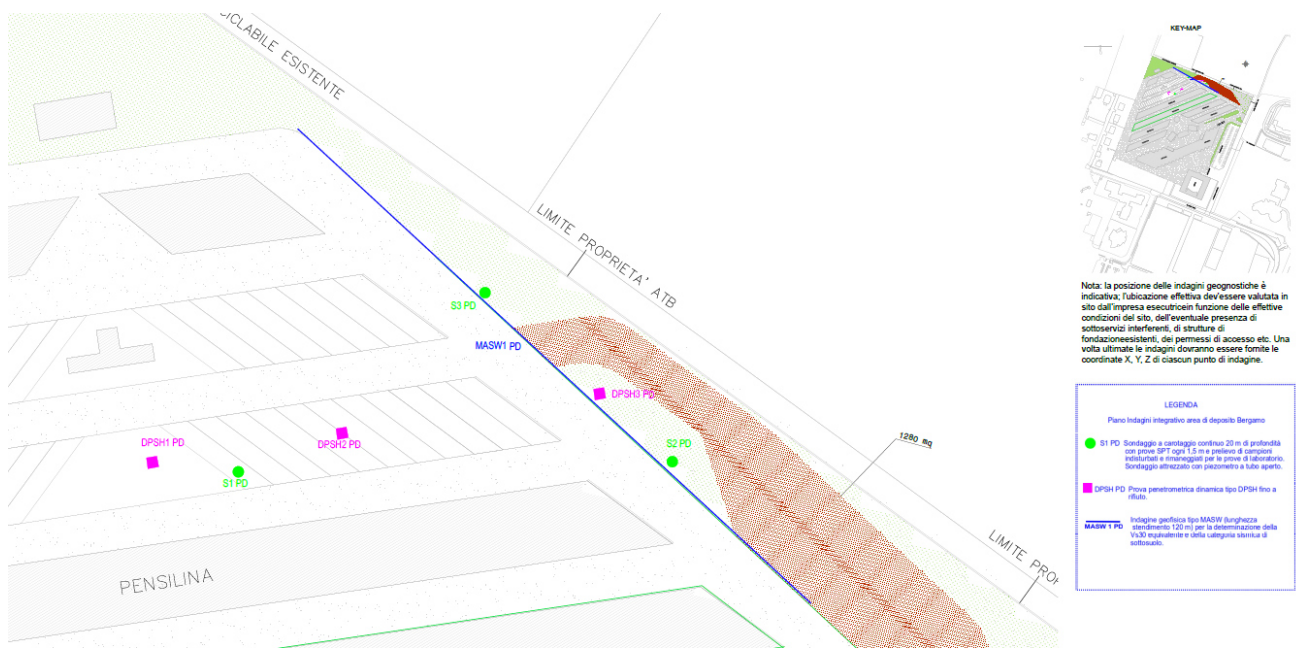 CICLABILE ESISTENTE
LIMITE PROPRIETA' ATB
S3 PD
MASW1 PD
DPSH3 PD
S2 PD
1280 mq
DPSH1 PD
DPSH2 PD
S1 PD
PENSILINA
LIMITE
KEY-MAP
Nota: la posizione delle indagini geognostiche è
indicativa; l'ubicazione effettiva dev'essere valutata in
sito dall'impresa esecutricein funzione delle effettive
condizioni del sito, dell'eventuale presenza di
sottoservizi interferenti, di strutture di
fondazioneesistenti, dei permessi di accesso etc. Una
volta ultimate le indagini dovranno essere fornite le
coordinate X, Y, Z di ciascun punto di indagine.
LEGENDA
Piano Indagini integrativo area di deposito Bergamo
S1 PD Sondaggio a carotaggio continuo 20 m di profondità
con prove SPT ogni 1,5 m e prelievo di campioni
indisturbati e rimaneggiati per le prove di laboratorio.
Sondaggio attrezzato con piezometro a tubo aperto.
DPSH PD Prova penetrometrica dinamica tipo DPSH fino a
rifiuto.
MASW 1 PD Indagine geofisica tipo MASW (lunghezza
stendimento 120 m) per la determinazione della
Vs30 equivalente e della categoria sismica di
sottosuolo.